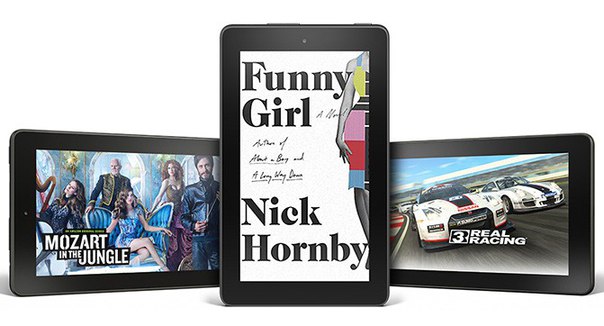 AN AMAZON ORIGINAL SERIES
MOZART
IN THE JUNGLE
Funny
Girl
A Novel
Author of
About a Boy and
A Long Way Down
Nick
Hornby
3 REAL
RACING